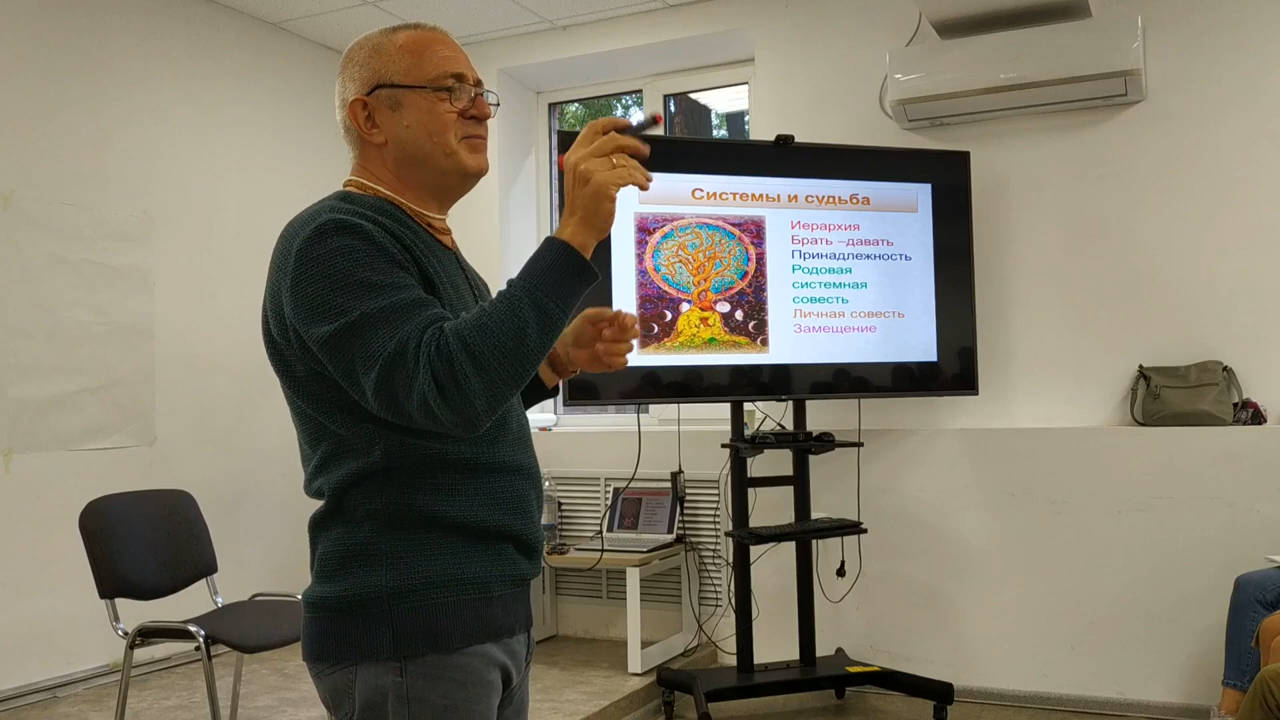 Системы и судьба
Иерархия
Брать –давать
Принадлежность
Родовая
системная
совесть
Личная совесть
Замещение